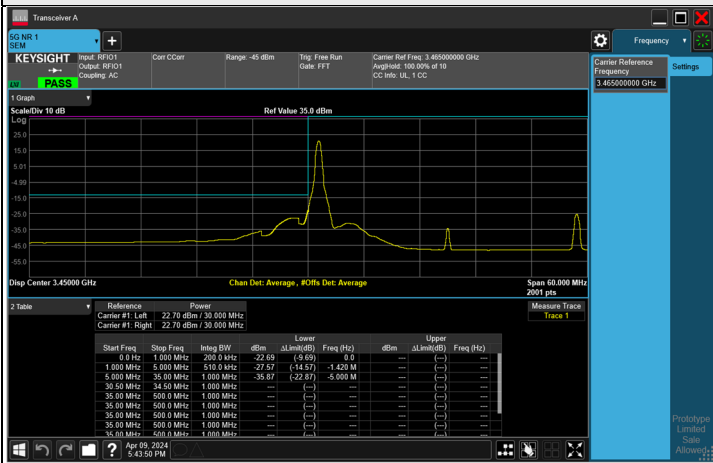 Transceiver A
5G NR 1
SEM
Frequency
KEYSIGHT
Input: RFIO1
Output: RFIO1
Coupling: AC
Corr CCorr
Range: -45 dBm
Trig: Free Run
Gate: FFT
Carrier Ref Freq: 3.465000000 GHz
Avg|Hold: 100.00% of 10
CC Info: UL, 1 CC
LNI
PASS
Carrier Reference
Frequency
3.465000000 GHz
Settings
1 Graph
Scale/Div 10 dB
Ref Value 35.0 dBm
Log
25.0
15.0
5.01
-4.99
-15.0
-25.0
-35.0
-45.0
-55.0
Disp Center 3.45000 GHz
Chan Det: Average , #Offs Det: Average
Span 60.000 MHz
2001 pts
2 Table
Reference Power
Carrier #1: Left 22.70 dBm / 30.000 MHz
Carrier #1: Right 22.70 dBm / 30.000 MHz
Measure Trace
Trace 1
Lower Upper
Start Freq Stop Freq Integ BW dBm ΔLimit(dB) Freq (Hz) dBm ΔLimit(dB) Freq (Hz)
0.0 Hz 1.000 MHz 200.0 kHz -22.69 (-9.69) 0.0 --- (---) ---
1.000 MHz 5.000 MHz 510.0 kHz -27.57 (-14.57) -1.420 M --- (---) ---
5.000 MHz 35.00 MHz 1.000 MHz -35.87 (-22.87) -5.000 M --- (---) ---
30.50 MHz 34.50 MHz 1.000 MHz --- (---) --- --- (---) ---
35.00 MHz 500.0 MHz 1.000 MHz --- (---) --- --- (---) ---
35.00 MHz 500.0 MHz 1.000 MHz --- (---) --- --- (---) ---
35.00 MHz 500.0 MHz 1.000 MHz --- (---) --- --- (---) ---
35.00 MHz 500.0 MHz 1.000 MHz --- (---) --- --- (---) ---
Prototype
Limited
Sale
Allowed
?
Apr 09, 2024
5:43:50 PM